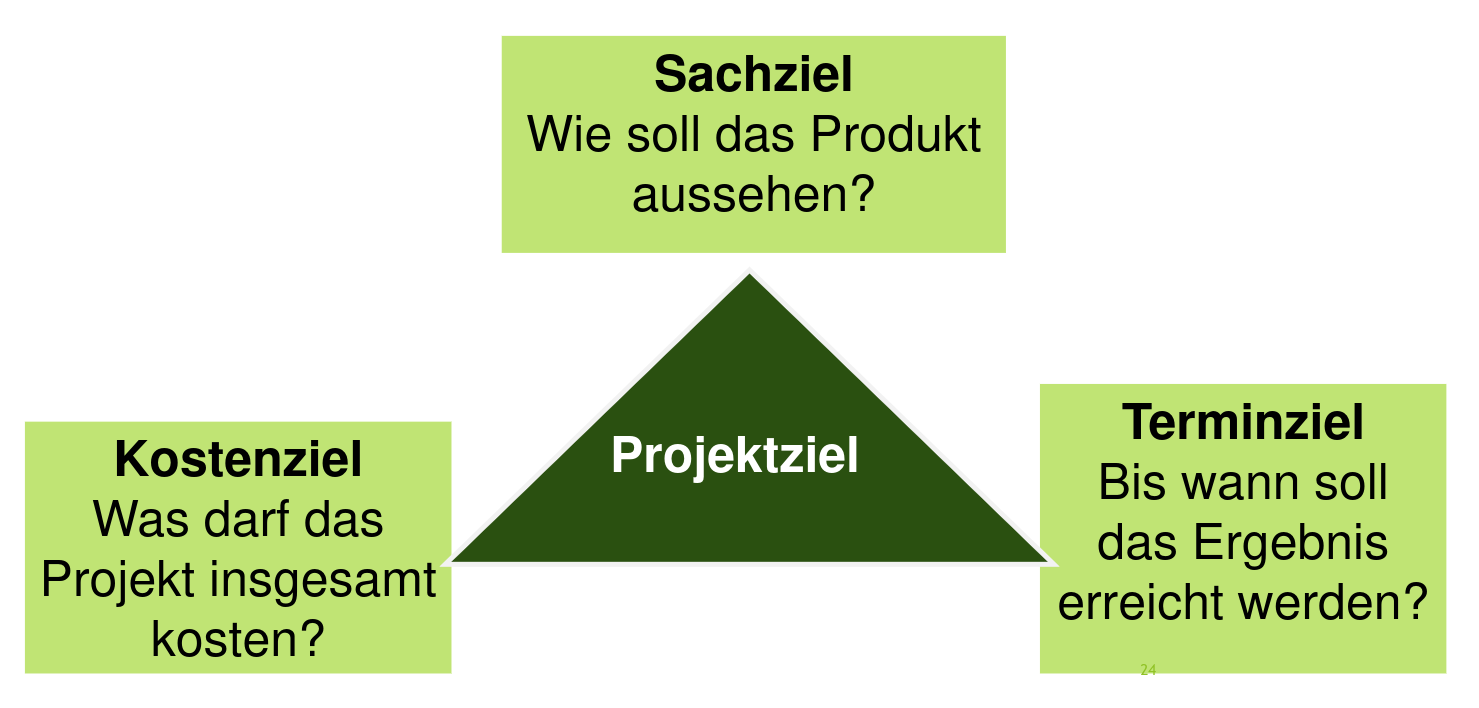 Sachziel
Wie soll das Produkt
aussehen?
Projektziel
Kostenziel
Was darf das
Projekt insgesamt
kosten?
Terminziel
Bis wann soll
das Ergebnis
erreicht werden?
24